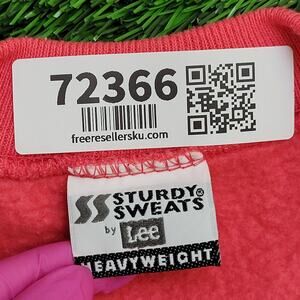 72366
freeresellersku.com
STURDY®
SWEATS
by Lee
HEAVYWEIGHT